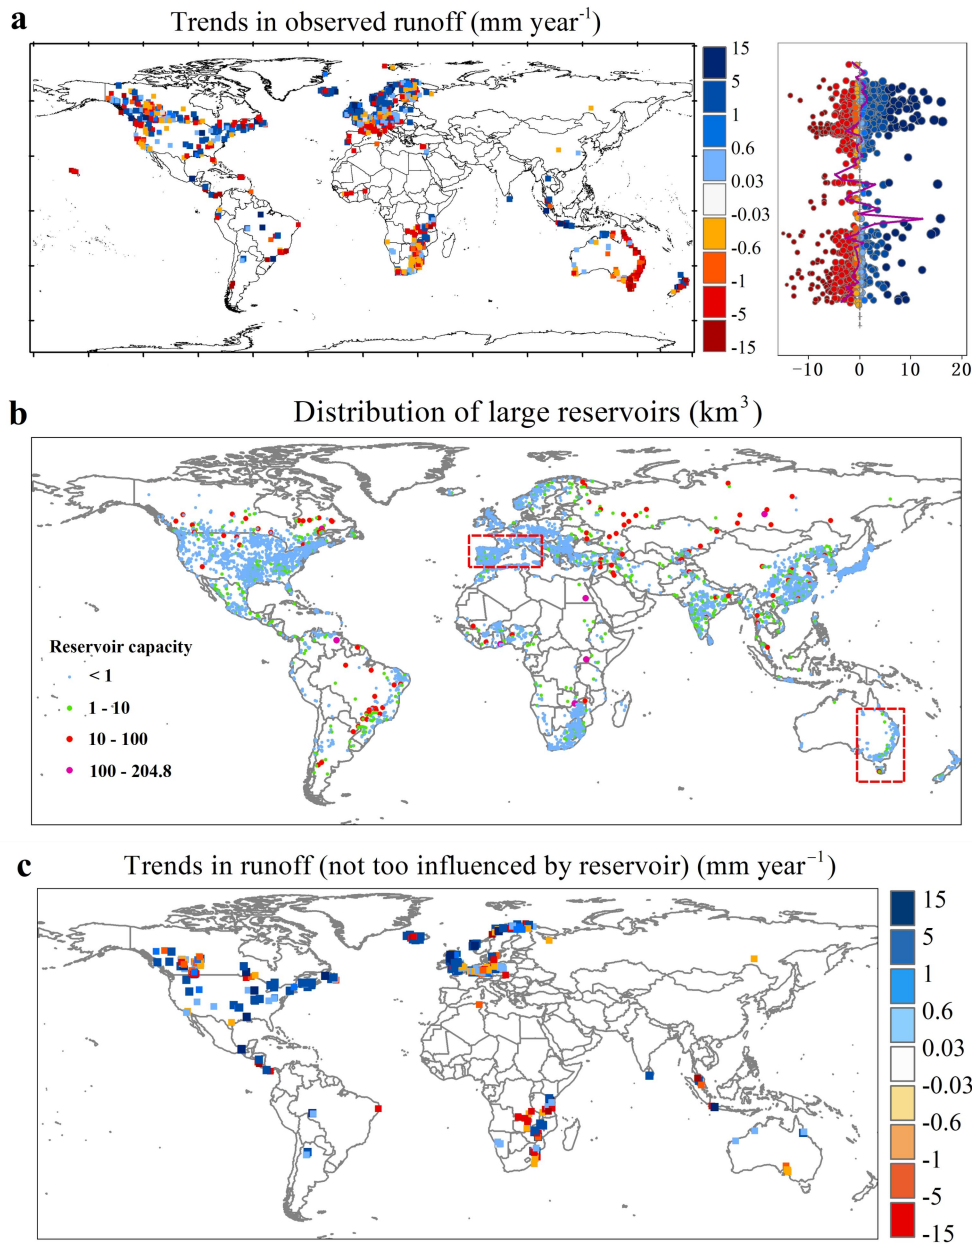 a
Trends in observed runoff (mm year⁻¹)
15
5
1
0.6
0.03
-0.03
-0.6
-1
-5
-15
-10
0
10
20
b
Distribution of large reservoirs (km³)
Reservoir capacity
< 1
1 - 10
10 - 100
100 - 204.8
c
Trends in runoff (not too influenced by reservoir) (mm year⁻¹)
15
5
1
0.6
0.03
-0.03
-0.6
-1
-5
-15